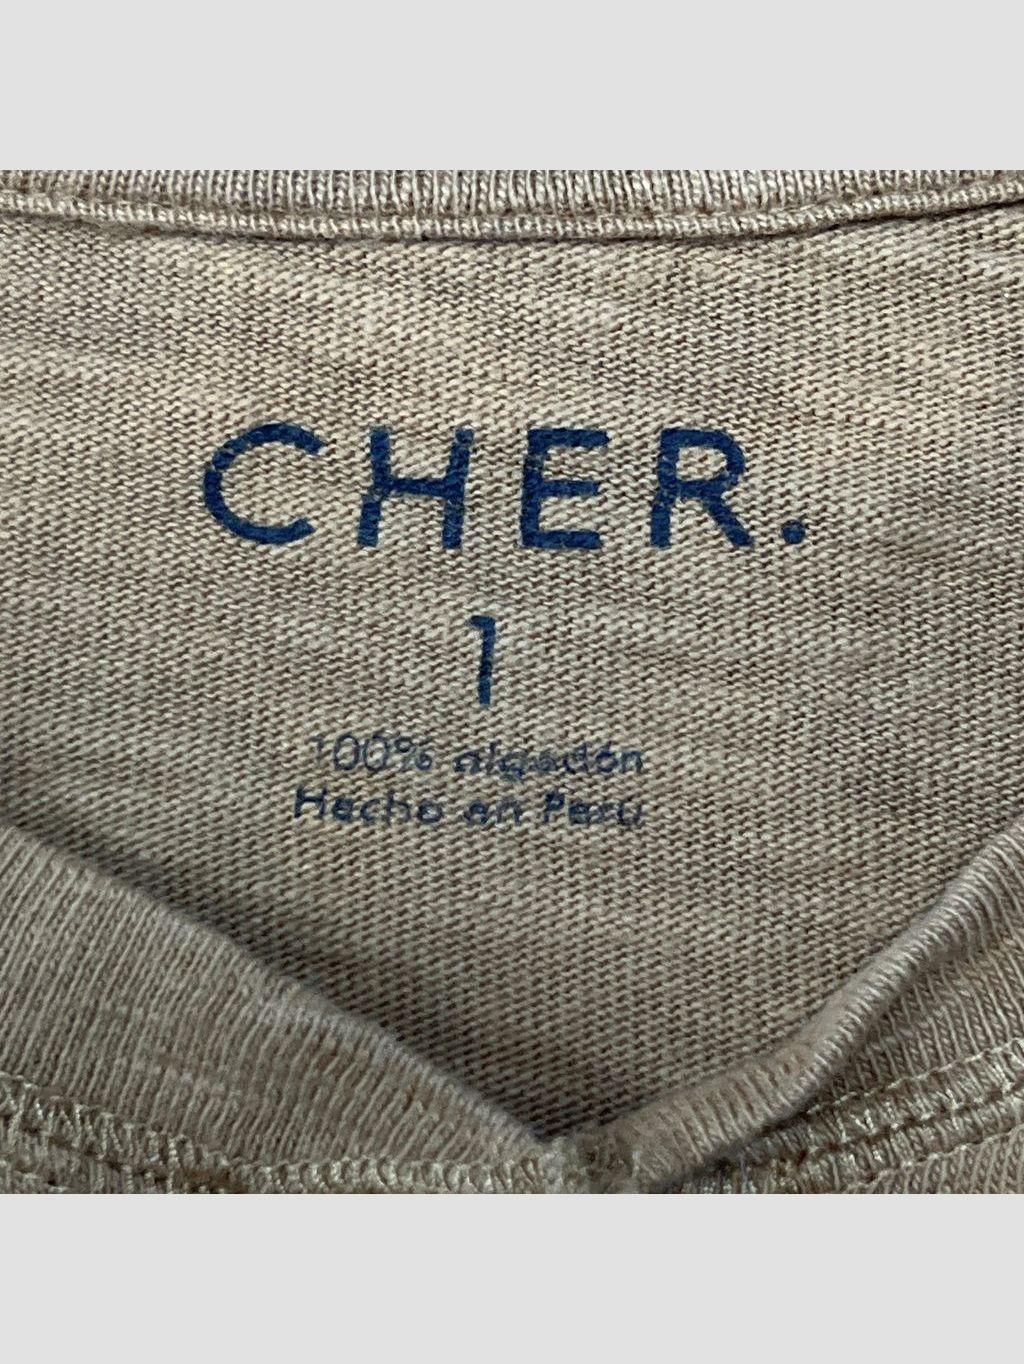 CHER.
1
100% algodón
Hecho en Peru